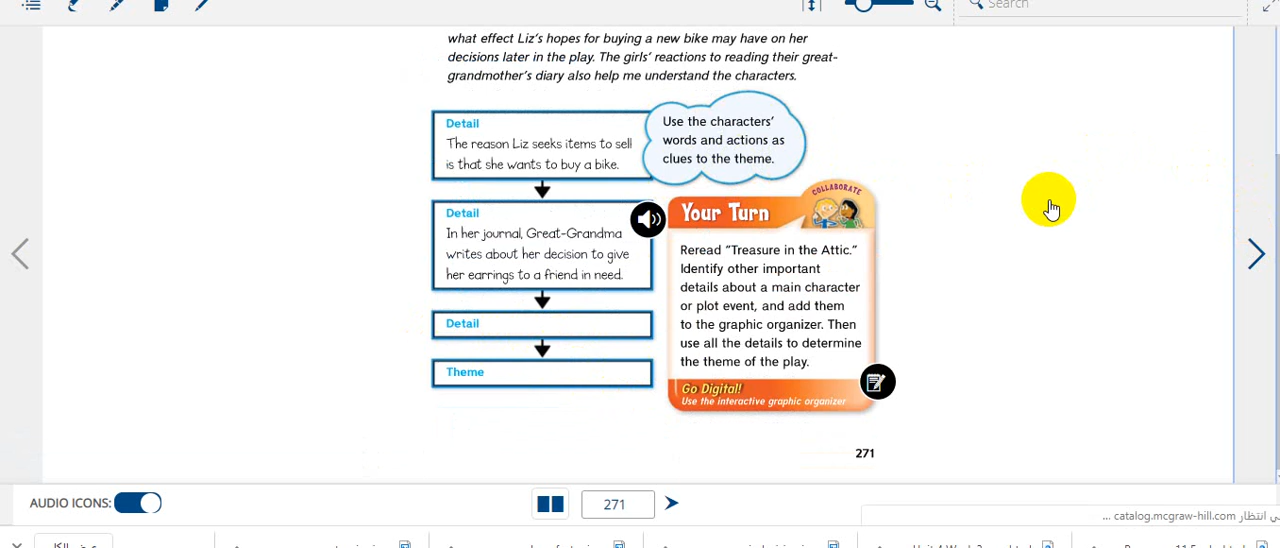 Search
what effect Liz's hopes for buying a new bike may have on her
decisions later in the play. The girls' reactions to reading their great-
grandmother's diary also help me understand the characters.
Detail
The reason Liz seeks items to sell
is that she wants to buy a bike.
Use the characters'
words and actions as
clues to the theme.
Detail
In her journal, Great-Grandma
writes about her decision to give
her earrings to a friend in need.
Detail
Theme
COLLABORATE
Your Turn
Reread "Treasure in the Attic."
Identify other important
details about a main character
or plot event, and add them
to the graphic organizer. Then
use all the details to determine
the theme of the play.
Go Digital!
Use the interactive graphic organizer
271
AUDIO ICONS:
271
في انتظار catalog.mcgraw-hill.com ...